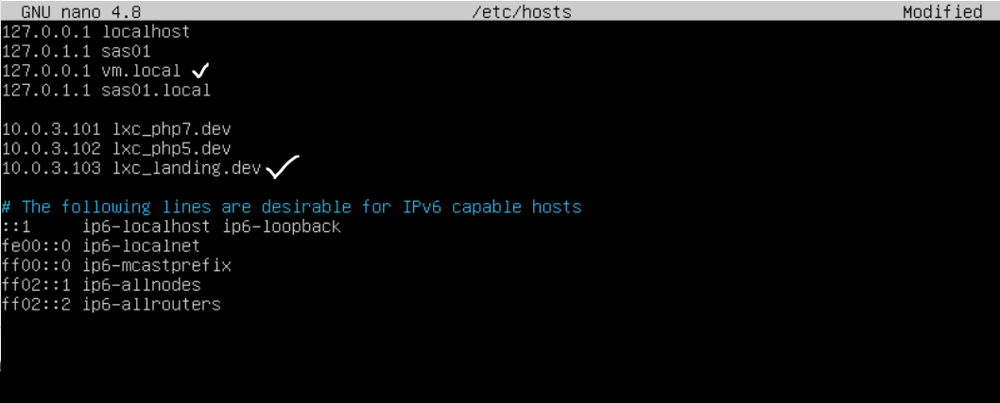 GNU nano 4.8 /etc/hosts Modified
127.0.0.1 localhost
127.0.1.1 sas01
127.0.0.1 vm.local ✓
127.0.1.1 sas01.local
10.0.3.101 lxc_php7.dev
10.0.3.102 lxc_php5.dev
10.0.3.103 lxc_landing.dev ✓
# The following lines are desirable for IPv6 capable hosts
::1 ip6-localhost ip6-loopback
fe00::0 ip6-localnet
ff00::0 ip6-mcastprefix
ff02::1 ip6-allnodes
ff02::2 ip6-allrouters